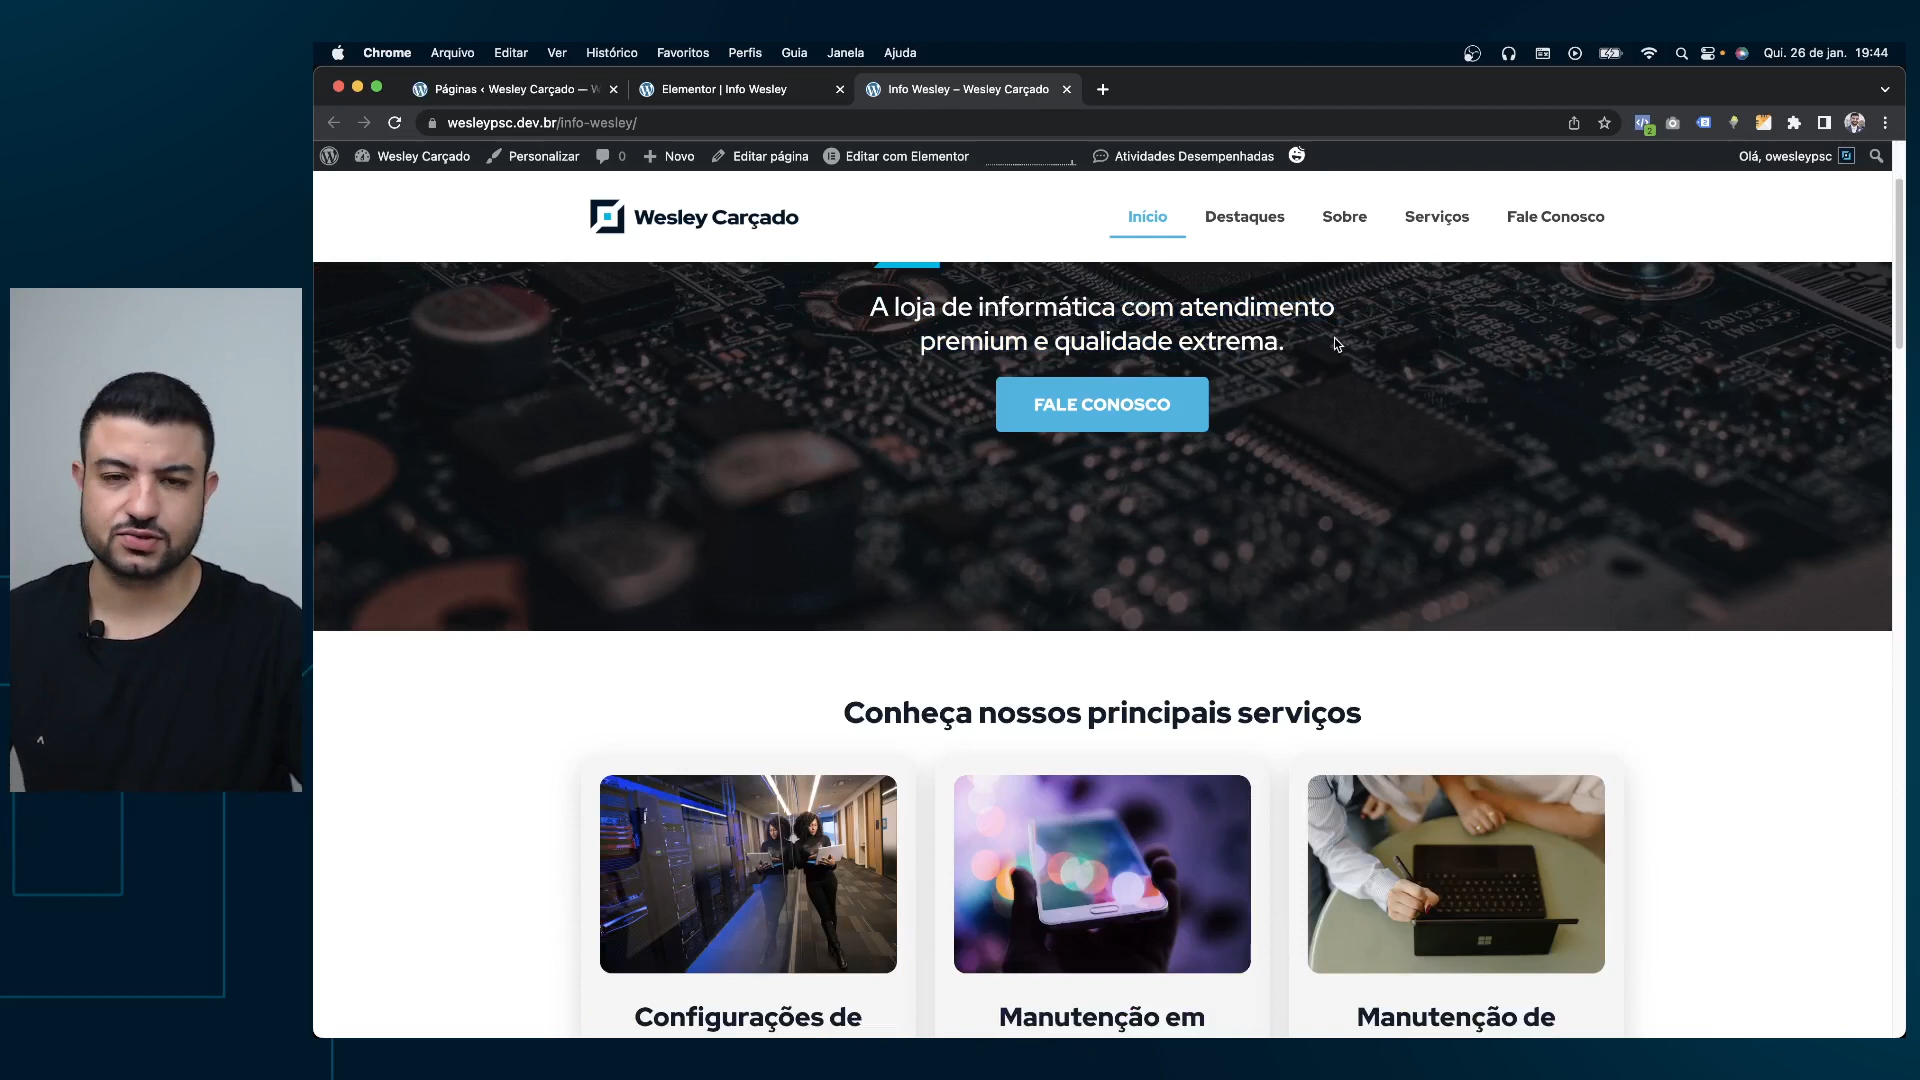 Chrome Arquivo Editar Ver Histórico Favoritos Perfis Guia Janela Ajuda Qui. 26 de jan. 19:44
Páginas ‹ Wesley Carçado — W Elementor | Info Wesley Info Wesley – Wesley Carçado
wesleypsc.dev.br/info-wesley/ 2
Wesley Carçado Personalizar 0 Novo Editar página Editar com Elementor Atividades Desempenhadas Olá, owesleypsc
Wesley Carçado Início Destaques Sobre Serviços Fale Conosco
A loja de informática com atendimento
premium e qualidade extrema.
FALE CONOSCO
Conheça nossos principais serviços
Configurações de Manutenção em Manutenção de